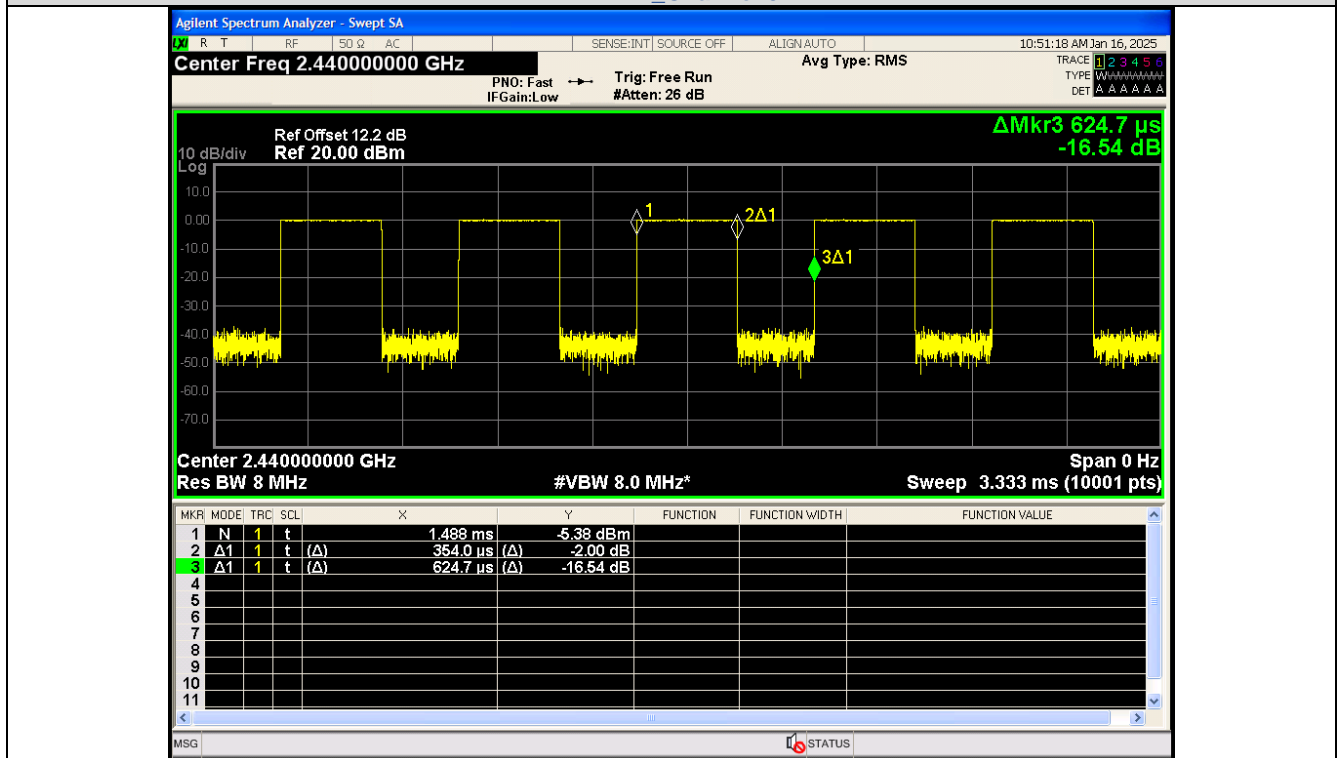 Agilent Spectrum Analyzer - Swept SA
LXI R T RF 50 Ω AC SENSE:INT SOURCE OFF ALIGN AUTO 10:51:18 AM Jan 16, 2025
Center Freq 2.440000000 GHz Avg Type: RMS TRACE 1 2 3 4 5 6
PNO: Fast Trig: Free Run TYPE W
IFGain:Low #Atten: 26 dB DET A A A A A A
ΔMkr3 624.7 µs
Ref Offset 12.2 dB
10 dB/div Ref 20.00 dBm -16.54 dB
Log
10.0
0.00
-10.0
-20.0
-30.0
-40.0
-50.0
-60.0
-70.0
1
2Δ1
3Δ1
Center 2.440000000 GHz Span 0 Hz
Res BW 8 MHz #VBW 8.0 MHz* Sweep 3.333 ms (10001 pts)
MKR MODE TRC SCL X Y FUNCTION FUNCTION WIDTH FUNCTION VALUE
1 N 1 t 1.488 ms -5.38 dBm
2 Δ1 1 t (Δ) 354.0 µs (Δ) -2.00 dB
3 Δ1 1 t (Δ) 624.7 µs (Δ) -16.54 dB
4
5
6
7
8
9
10
11
MSG STATUS